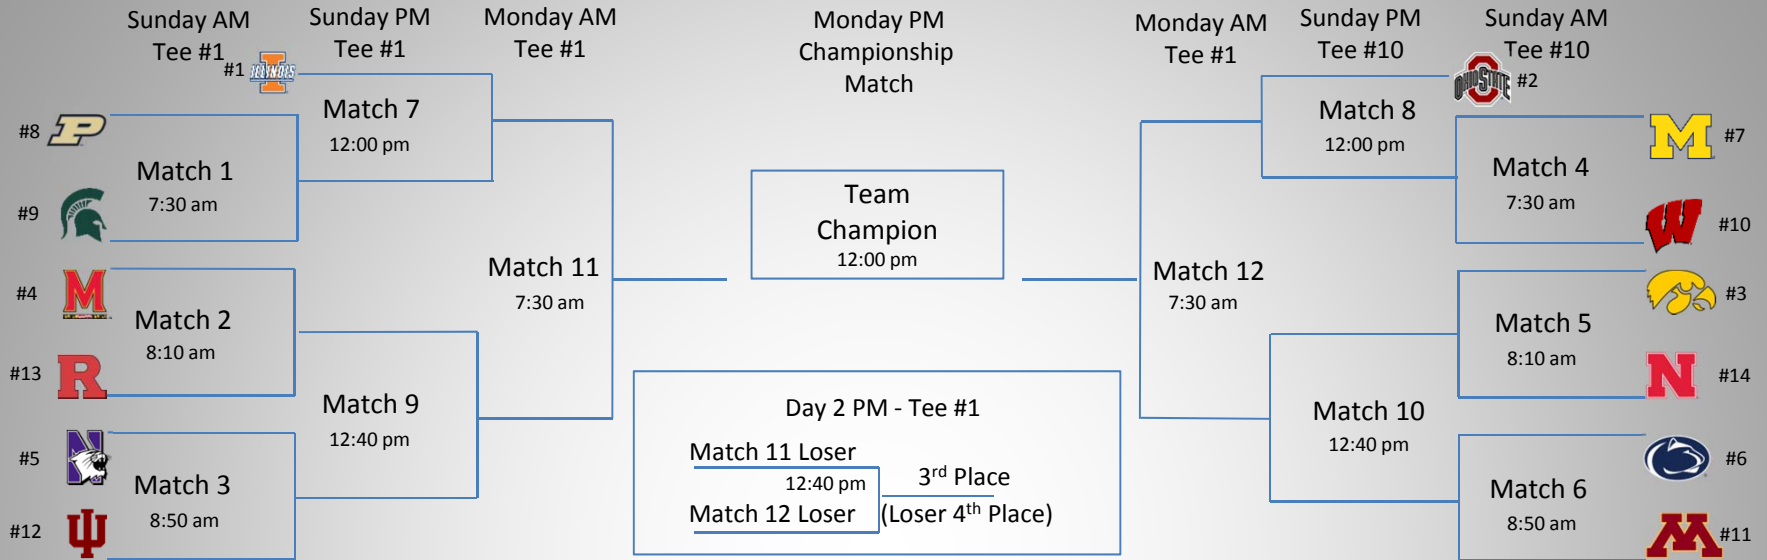 Sunday AM
Tee #1
Sunday PM
Tee #1
Monday AM
Tee #1
Monday PM
Championship
Match
Monday AM
Tee #1
Sunday PM
Tee #10
Sunday AM
Tee #10
#1
ILLINOIS
#8
P
Match 1
7:30 am
#9
Match 7
12:00 pm
#4
M
Match 2
8:10 am
#13
R
Match 9
12:40 pm
#5
N
Match 3
8:50 am
#12
Match 11
7:30 am
Team
Champion
12:00 pm
Day 2 PM - Tee #1
Match 11 Loser
12:40 pm
3rd Place
Match 12 Loser
(Loser 4th Place)
Match 12
7:30 am
OHIO STATE
#2
Match 8
12:00 pm
M
#7
Match 4
7:30 am
W
#10
#3
Match 5
8:10 am
N
#14
Match 10
12:40 pm
#6
Match 6
8:50 am
M
#11